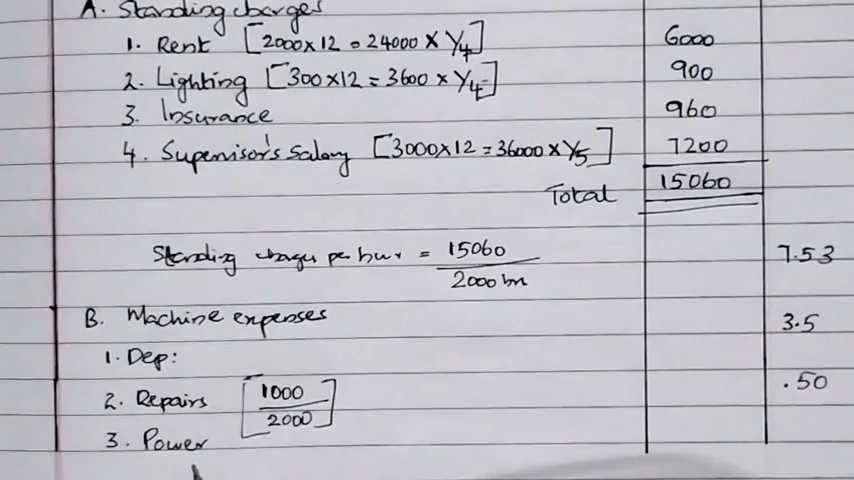 A. Standing charges
1. Rent [2000x12 = 24000 x 1/4] 6000
2. Lighting [300x12 = 3600 x 1/4] 900
3. Insurance 960
4. Supervisor's Salary [3000x12 = 36000 x 1/5] 7200
Total 15060
Standing charges per hour = 15060 / 2000 hrs 7.53
B. Machine expenses
1. Dep: 3.5
2. Repairs [1000 / 2000] .50
3. Power